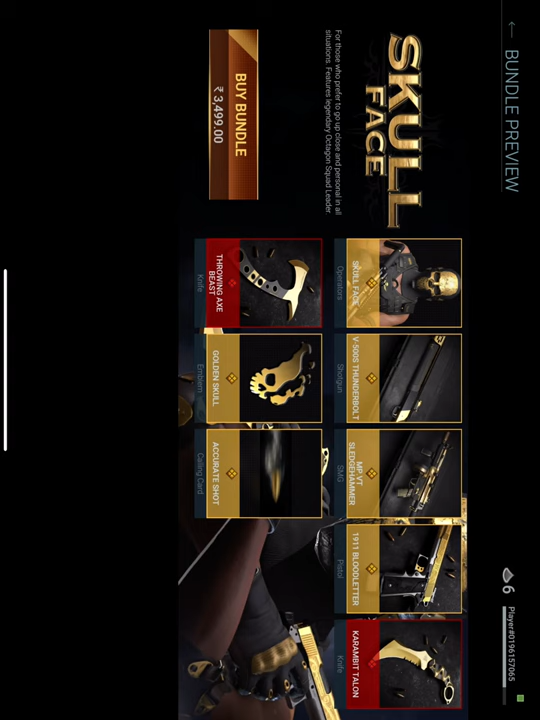 ← BUNDLE PREVIEW
6
Player#0196157065
SKULL
FACE
For those who prefer to go up close and personal in all
situations. Features legendary Octagon Squad Leader.
BUY BUNDLE
₹ 3,499.00
SKULL FACE
Operators
V-500S THUNDERBOLT
Shotgun
MP VT
SLEDGEHAMMER
SMG
1911 BLOODLETTER
Pistol
KARAMBIT TALON
Knife
THROWING AXE
BEAST
Knife
GOLDEN SKULL
Emblem
ACCURATE SHOT
Calling Card